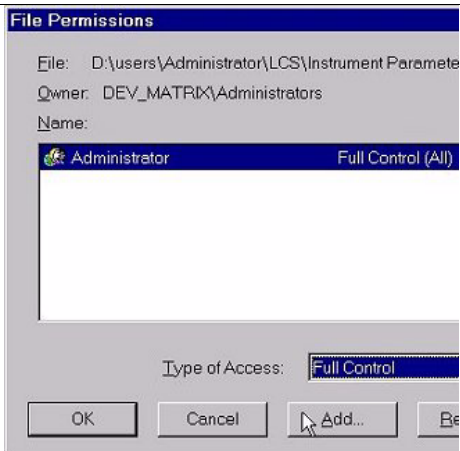 File Permissions
File: D:\users\Administrator\LCS\Instrument Paramete
Owner: DEV_MATRIX\Administrators
Name:
Administrator Full Control (All)
Type of Access: Full Control
OK Cancel Add... Re